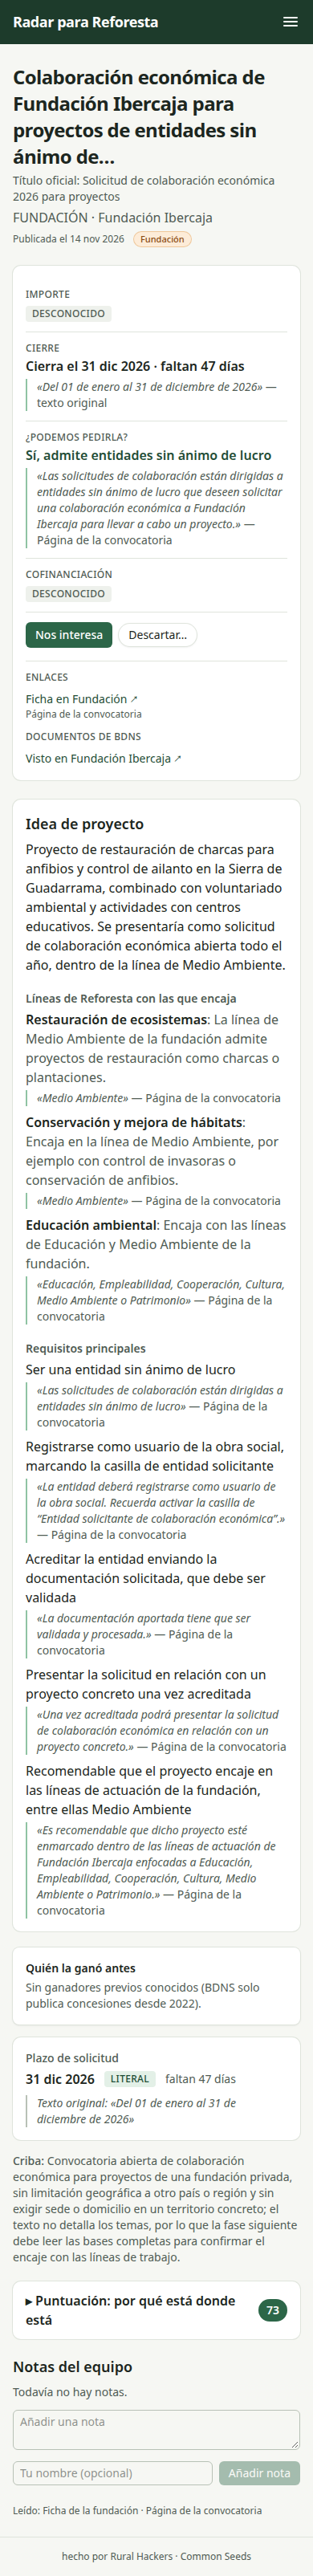 Radar para Reforesta
Colaboración económica de
Fundación Ibercaja para
proyectos de entidades sin
ánimo de...
Título oficial: Solicitud de colaboración económica
2026 para proyectos
FUNDACIÓN · Fundación Ibercaja
Publicada el 14 nov 2026 Fundación
IMPORTE
DESCONOCIDO
CIERRE
Cierra el 31 dic 2026 · faltan 47 días
«Del 01 de enero al 31 de diciembre de 2026» —
texto original
¿PODEMOS PEDIRLA?
Sí, admite entidades sin ánimo de lucro
«Las solicitudes de colaboración están dirigidas a
entidades sin ánimo de lucro que deseen solicitar
una colaboración económica a Fundación
Ibercaja para llevar a cabo un proyecto.» —
Página de la convocatoria
COFINANCIACIÓN
DESCONOCIDO
Nos interesa Descartar...
ENLACES
Ficha en Fundación ↗
Página de la convocatoria
DOCUMENTOS DE BDNS
Visto en Fundación Ibercaja ↗
Idea de proyecto
Proyecto de restauración de charcas para
anfibios y control de ailanto en la Sierra de
Guadarrama, combinado con voluntariado
ambiental y actividades con centros
educativos. Se presentaría como solicitud
de colaboración económica abierta todo el
año, dentro de la línea de Medio Ambiente.
Líneas de Reforesta con las que encaja
Restauración de ecosistemas: La línea de
Medio Ambiente de la fundación admite
proyectos de restauración como charcas o
plantaciones.
«Medio Ambiente» — Página de la convocatoria
Conservación y mejora de hábitats:
Encaja en la línea de Medio Ambiente, por
ejemplo con control de invasoras o
conservación de anfibios.
«Medio Ambiente» — Página de la convocatoria
Educación ambiental: Encaja con las líneas
de Educación y Medio Ambiente de la
fundación.
«Educación, Empleabilidad, Cooperación, Cultura,
Medio Ambiente o Patrimonio» — Página de la
convocatoria
Requisitos principales
Ser una entidad sin ánimo de lucro
«Las solicitudes de colaboración están dirigidas a
entidades sin ánimo de lucro» — Página de la
convocatoria
Registrarse como usuario de la obra social,
marcando la casilla de entidad solicitante
«La entidad deberá registrarse como usuario de
la obra social. Recuerda activar la casilla de
“Entidad solicitante de colaboración económica”.»
— Página de la convocatoria
Acreditar la entidad enviando la
documentación solicitada, que debe ser
validada
«La documentación aportada tiene que ser
validada y procesada.» — Página de la
convocatoria
Presentar la solicitud en relación con un
proyecto concreto una vez acreditada
«Una vez acreditada podrá presentar la solicitud
de colaboración económica en relación con un
proyecto concreto.» — Página de la convocatoria
Recomendable que el proyecto encaje en
las líneas de actuación de la fundación,
entre ellas Medio Ambiente
«Es recomendable que dicho proyecto esté
enmarcado dentro de las líneas de actuación de
Fundación Ibercaja enfocadas a Educación,
Empleabilidad, Cooperación, Cultura, Medio
Ambiente o Patrimonio.» — Página de la
convocatoria
Quién la ganó antes
Sin ganadores previos conocidos (BDNS solo
publica concesiones desde 2022).
Plazo de solicitud
31 dic 2026 LITERAL faltan 47 días
Texto original: «Del 01 de enero al 31 de
diciembre de 2026»
Criba: Convocatoria abierta de colaboración
económica para proyectos de una fundación privada,
sin limitación geográfica a otro país o región y sin
exigir sede o domicilio en un territorio concreto; el
texto no detalla los temas, por lo que la fase siguiente
debe leer las bases completas para confirmar el
encaje con las líneas de trabajo.
▸ Puntuación: por qué está donde
está 73
Notas del equipo
Todavía no hay notas.
Añadir una nota
Tu nombre (opcional) Añadir nota
Leído: Ficha de la fundación · Página de la convocatoria
hecho por Rural Hackers · Common Seeds